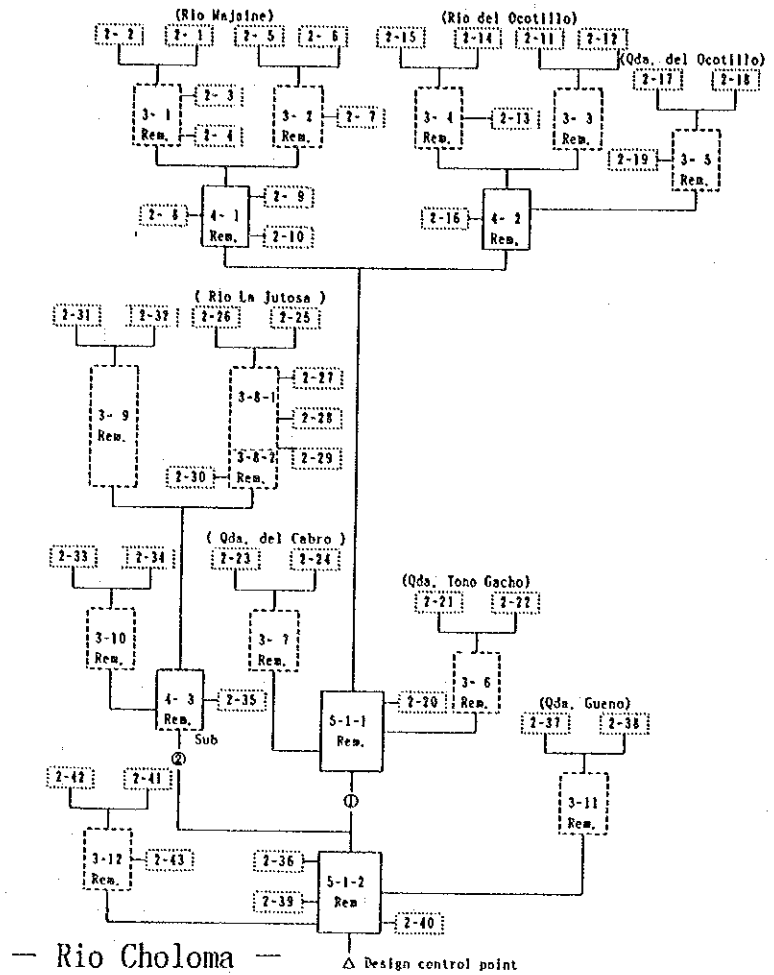 (Rio Majaine) (Rio del Ocotillo)
2- 2 2- 1 2- 5 2- 6 2-15 2-14 2-11 2-12
(Qda. del Ocotillo)
2-17 2-18
3- 1 Rem. 2- 3 2- 4
3- 2 Rem. 2- 7
3- 4 Rem. 2-13
3- 3 Rem.
2-19 3- 5 Rem.
2- 8 4- 1 Rem. 2- 9 2-10
2-16 4- 2 Rem.
( Rio La Jutosa )
2-31 2-32 2-26 2-25
3- 9 Rem.
3-8-1 2-27 2-28 2-29
2-30 3-8-2 Rem.
( Qda. del Cabro )
2-33 2-34 2-23 2-24
(Qda. Tono Gacho)
2-21 2-22
3-10 Rem.
3- 7 Rem.
3- 6 Rem.
4- 3 Rem. 2-35
Sub
②
5-1-1 Rem. 2-20
①
(Qda. Gueno)
2-37 2-38
3-11 Rem.
2-42 2-41
3-12 Rem. 2-43
2-36 2-39 5-1-2 Rem 2-40
— Rio Choloma —
△ Design control point